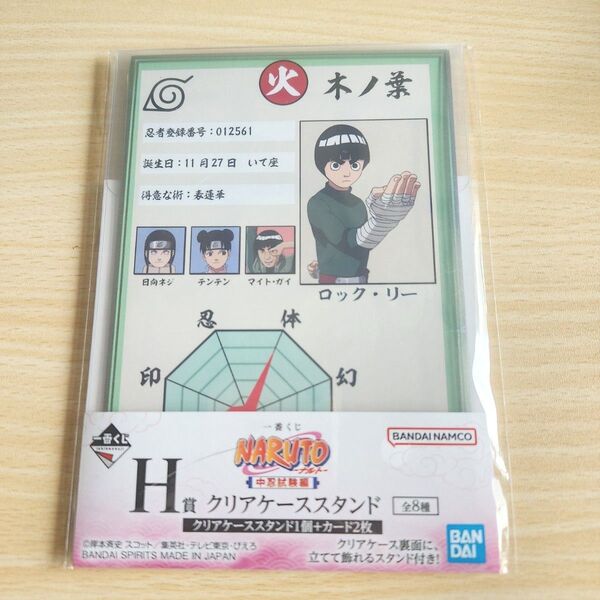 火 木ノ葉
忍者登録番号：012561
誕生日：11月27日 いて座
得意な術：表蓮華
日向ネジ テンテン マイト・ガイ
ロック・リー
忍 体
印 幻
一番くじ
一番くじ
NARUTO
ーナルトー
中忍試験編
BANDAI NAMCO
H賞 クリアケーススタンド 全8種
クリアケーススタンド1個＋カード2枚
©岸本斉史 スコット／集英社・テレビ東京・ぴえろ
BANDAI SPIRITS MADE IN JAPAN
クリアケース裏面に、
立てて飾れるスタンド付き！
BANDAI